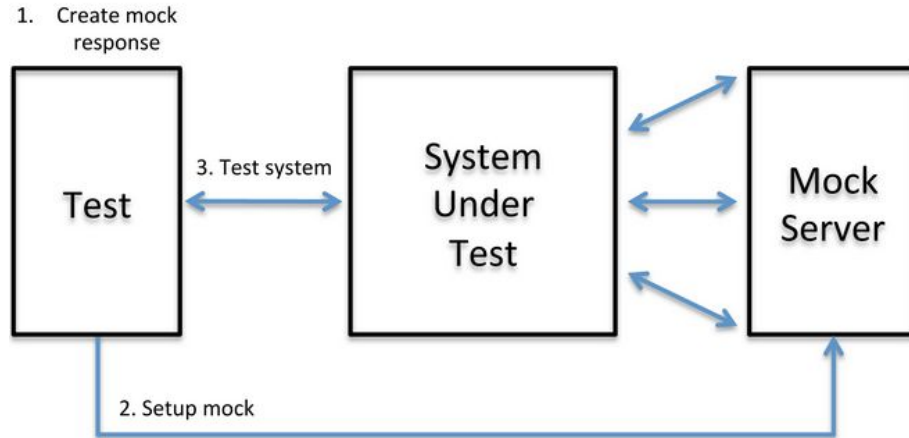 1. Create mock
response
Test
3. Test system
System
Under
Test
Mock
Server
2. Setup mock